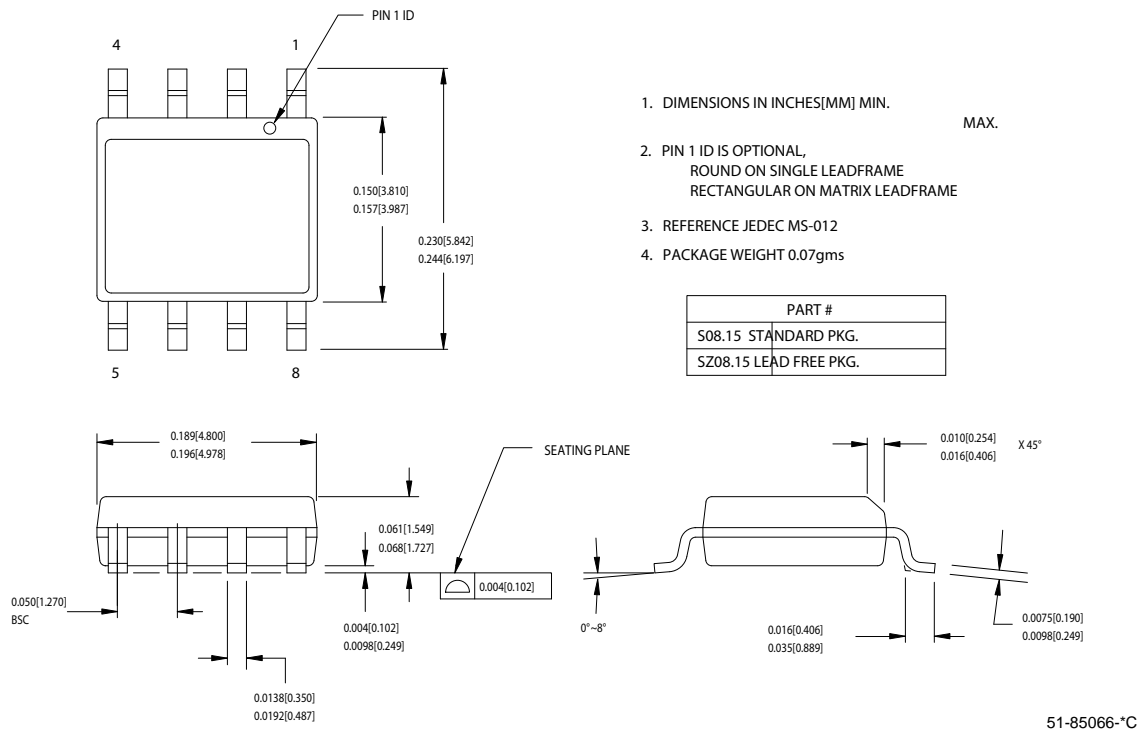 PIN 1 ID
4
1
0.150[3.810]
0.157[3.987]
0.230[5.842]
0.244[6.197]
5
8
1. DIMENSIONS IN INCHES[MM] MIN.
MAX.
2. PIN 1 ID IS OPTIONAL,
ROUND ON SINGLE LEADFRAME
RECTANGULAR ON MATRIX LEADFRAME
3. REFERENCE JEDEC MS-012
4. PACKAGE WEIGHT 0.07gms
PART #
S08.15 STANDARD PKG.
SZ08.15 LEAD FREE PKG.
0.189[4.800]
0.196[4.978]
SEATING PLANE
0.061[1.549]
0.068[1.727]
0.004[0.102]
0.050[1.270]
BSC
0.004[0.102]
0.0098[0.249]
0.0138[0.350]
0.0192[0.487]
0.010[0.254]
0.016[0.406]
X 45°
0°~8°
0.016[0.406]
0.035[0.889]
0.0075[0.190]
0.0098[0.249]
51-85066-*C